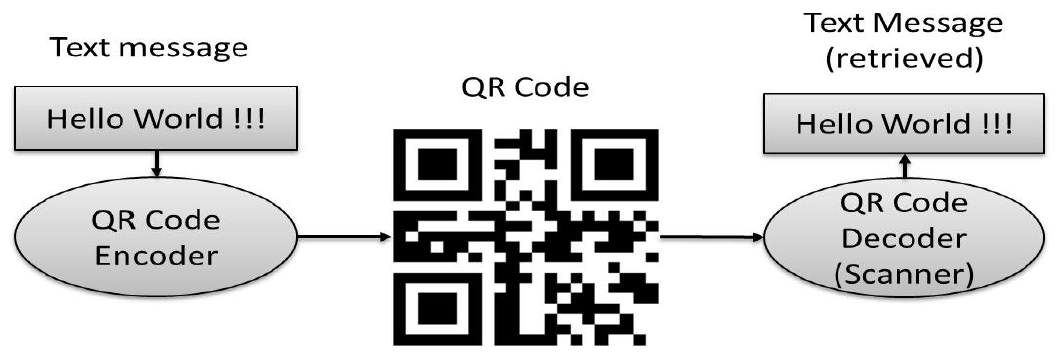 Text message
Hello World !!!
QR Code
Encoder
QR Code
Text Message
(retrieved)
Hello World !!!
QR Code
Decoder
(Scanner)